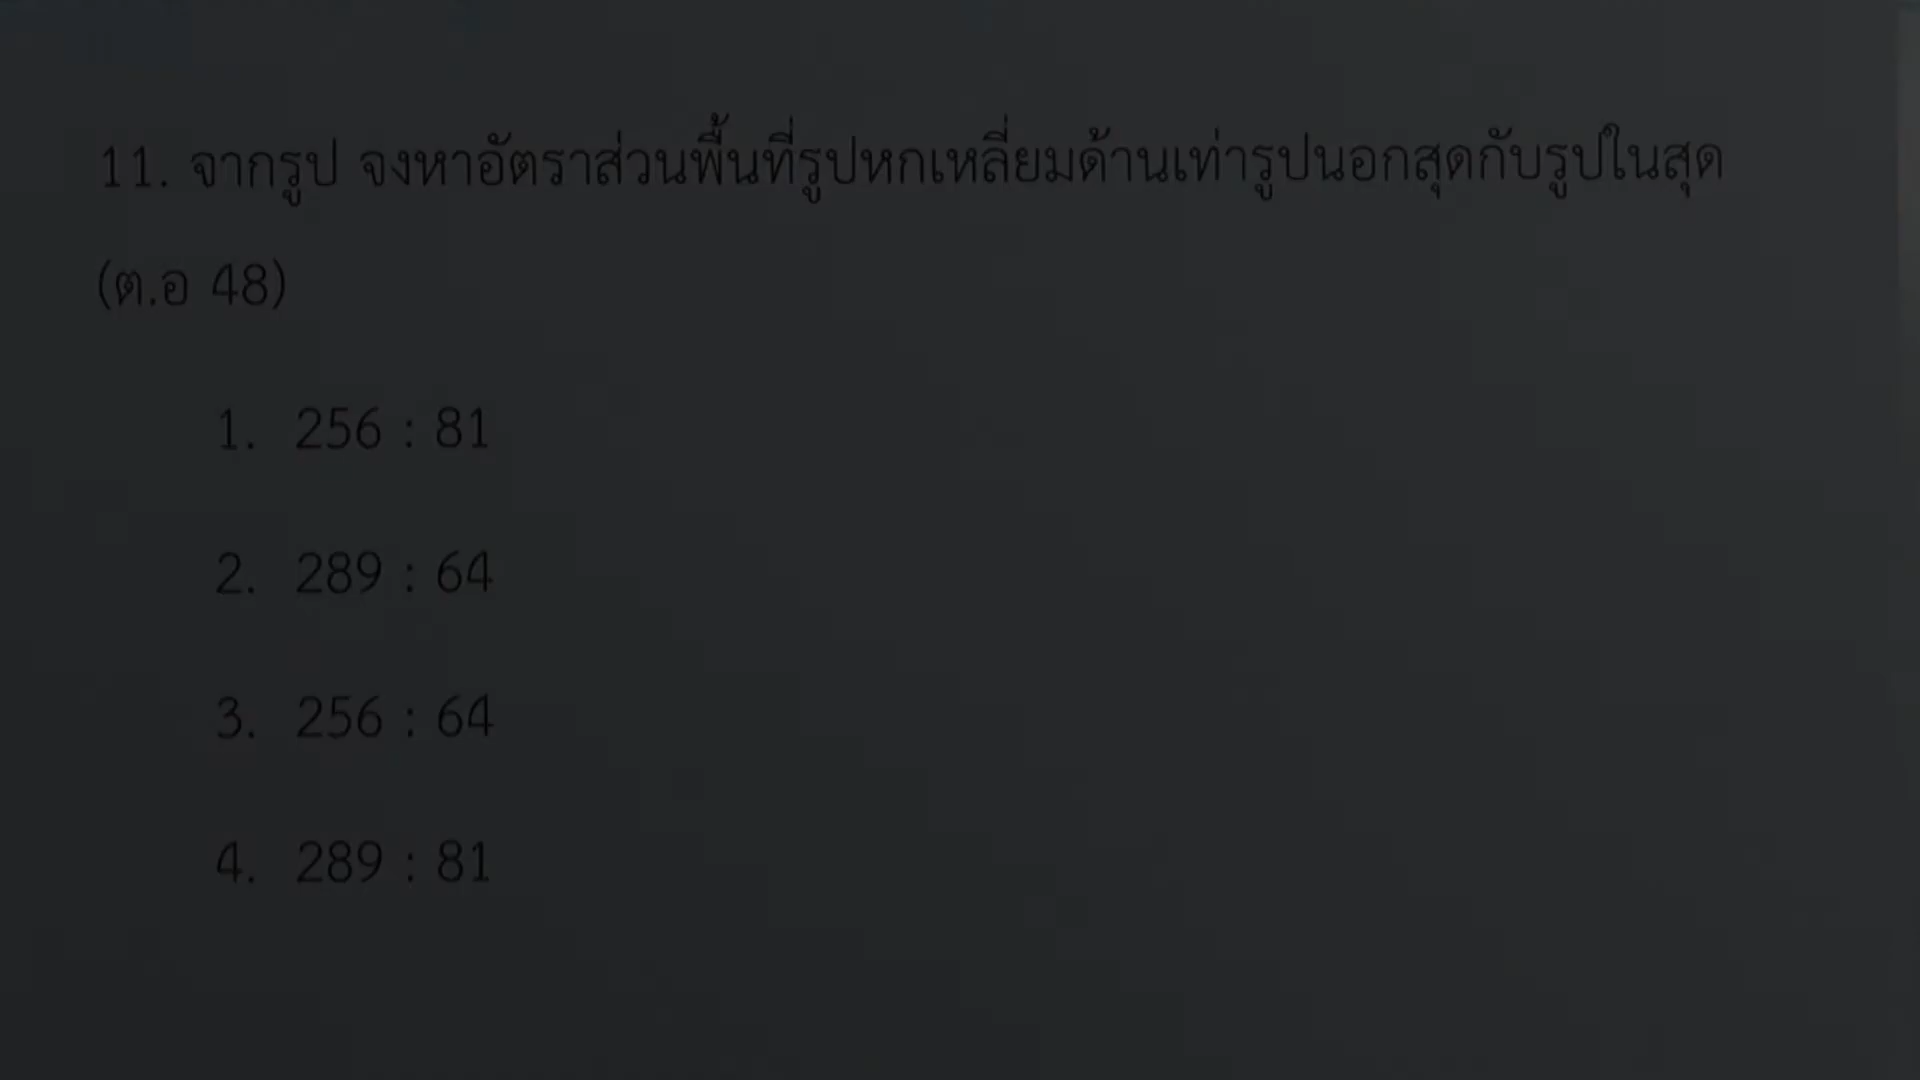 11. จากรูป จงหาอัตราส่วนพื้นที่รูปหกเหลี่ยมด้านเท่ารูปนอกสุดกับรูปในสุด
(ต.อ 48)
1. 256 : 81
2. 289 : 64
3. 256 : 64
4. 289 : 81